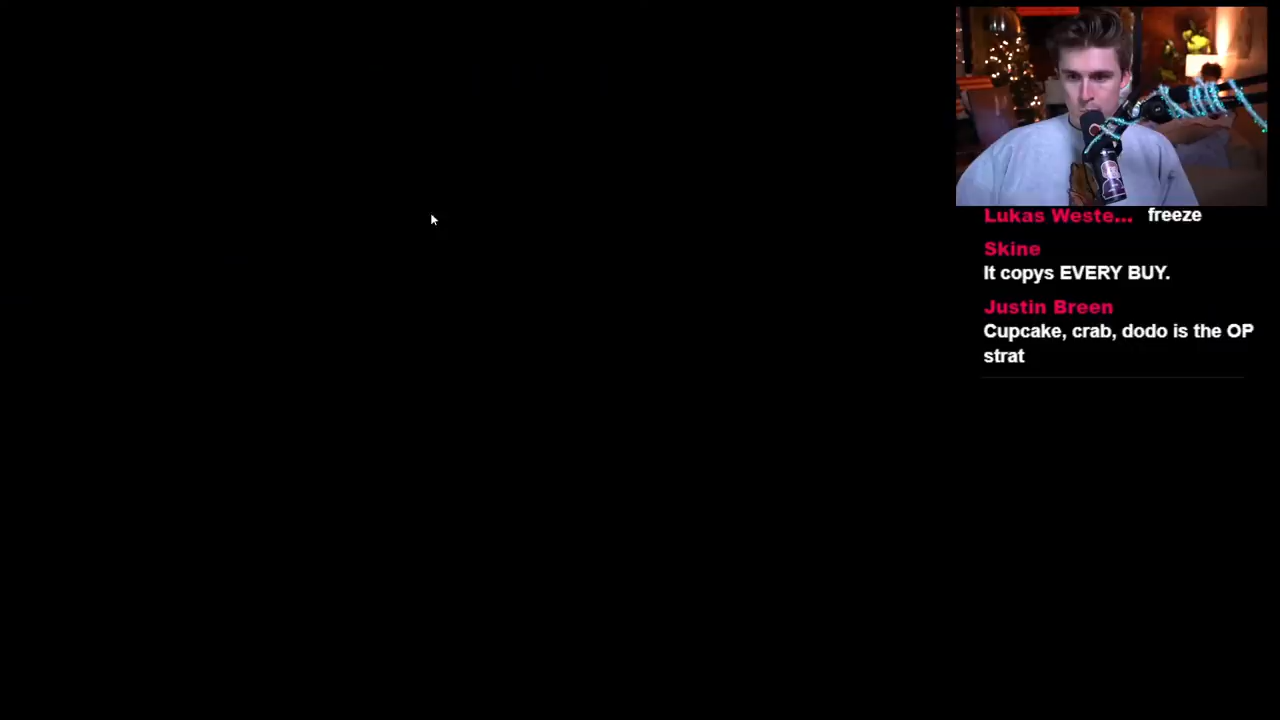 Lukas Weste... freeze
Skine
It copys EVERY BUY.
Justin Breen
Cupcake, crab, dodo is the OP
strat